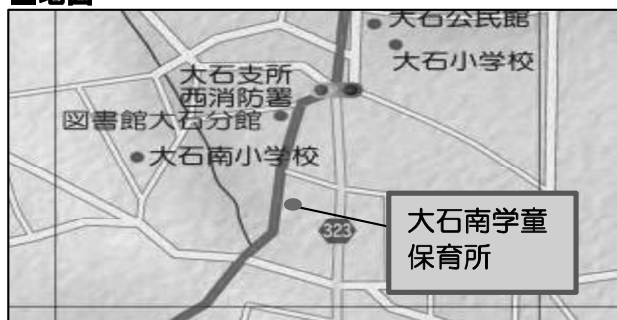 大石公民館
大石小学校
大石支所
西消防署
図書館大石分館
大石南小学校
323
大石南学童
保育所